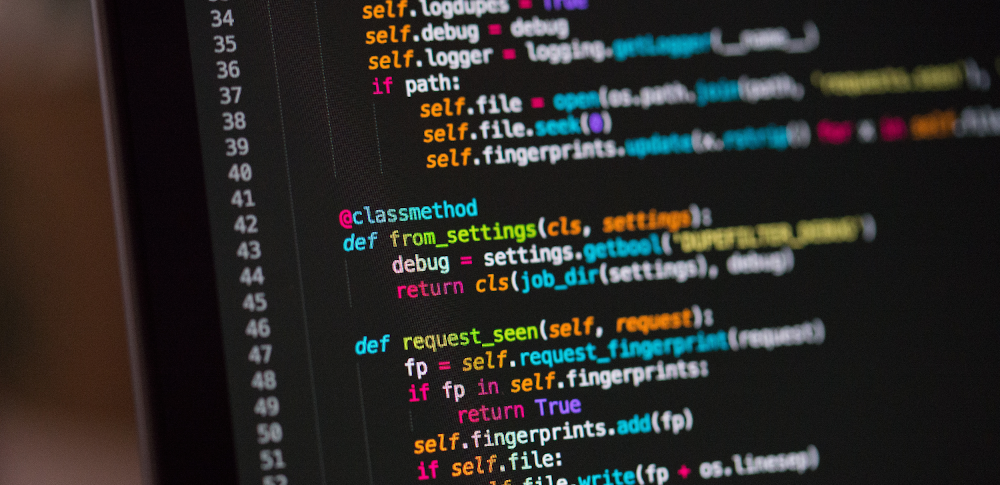 34 self.logdupes = True
35 self.debug = debug
36 self.logger = logging.getLogger(__name__)
37 if path:
38 self.file = open(os.path.join(path, 'requests.seen'),
39 self.file.seek(0)
40 self.fingerprints.update(x.rstrip() for x in self.file
41
42 @classmethod
43 def from_settings(cls, settings):
44 debug = settings.getbool('DUPEFILTER_DEBUG')
45 return cls(job_dir(settings), debug)
46
47 def request_seen(self, request):
48 fp = self.request_fingerprint(request)
49 if fp in self.fingerprints:
50 return True
51 self.fingerprints.add(fp)
52 if self.file:
self.file.write(fp + os.linesep)